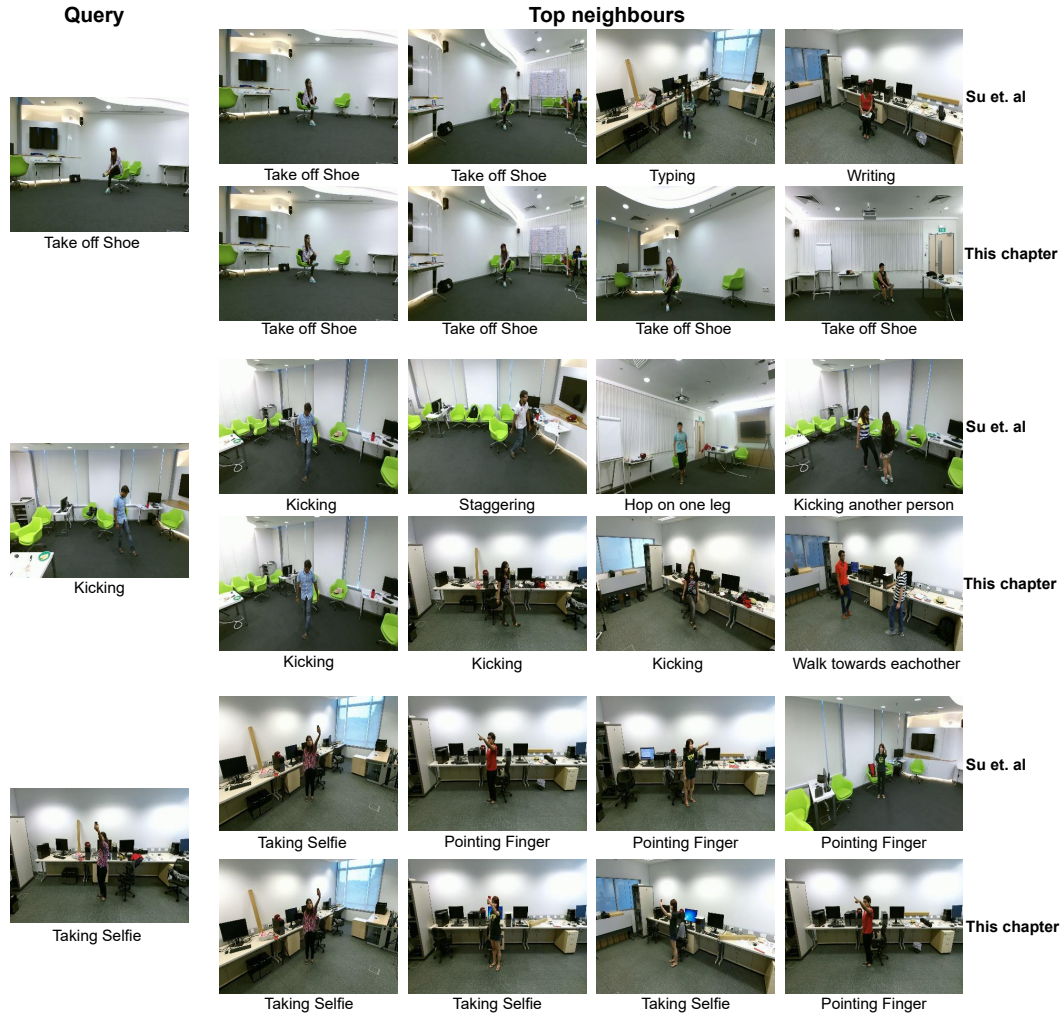 Query
Top neighbours
Su et. al
Take off Shoe
Take off Shoe
Typing
Writing
Take off Shoe
This chapter
Take off Shoe
Take off Shoe
Take off Shoe
Take off Shoe
Su et. al
Kicking
Staggering
Hop on one leg
Kicking another person
Kicking
This chapter
Kicking
Kicking
Kicking
Walk towards eachother
Su et. al
Taking Selfie
Pointing Finger
Pointing Finger
Pointing Finger
Taking Selfie
This chapter
Taking Selfie
Taking Selfie
Taking Selfie
Pointing Finger